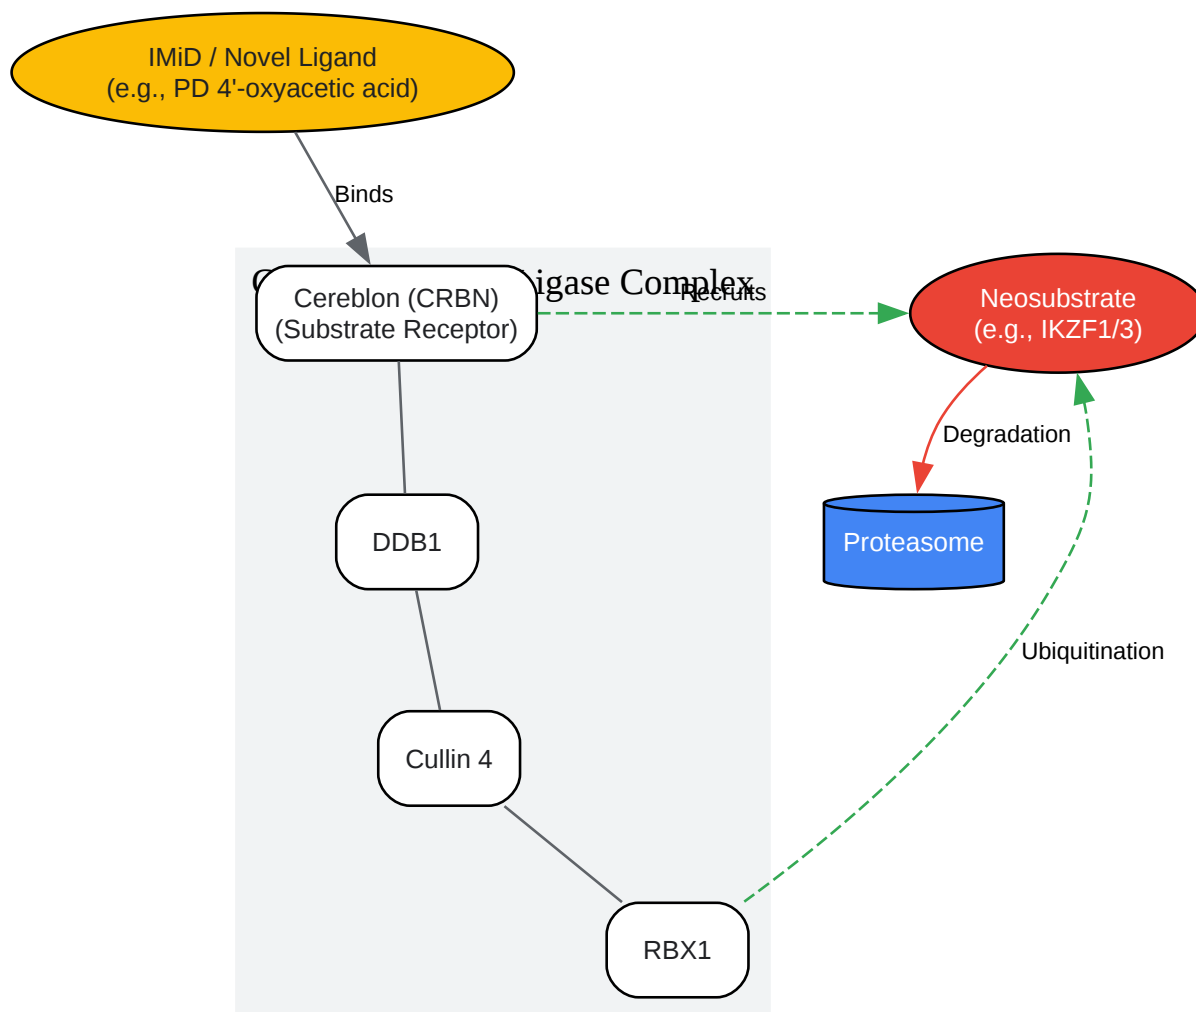 IMiD / Novel Ligand
(e.g., PD 4'-oxyacetic acid)
Binds
Complex
Cereblon (CRBN)
(Substrate Receptor)
Recruits
Neosubstrate
(e.g., IKZF1/3)
Degradation
DDB1
Proteasome
Ubiquitination
Cullin 4
RBX1